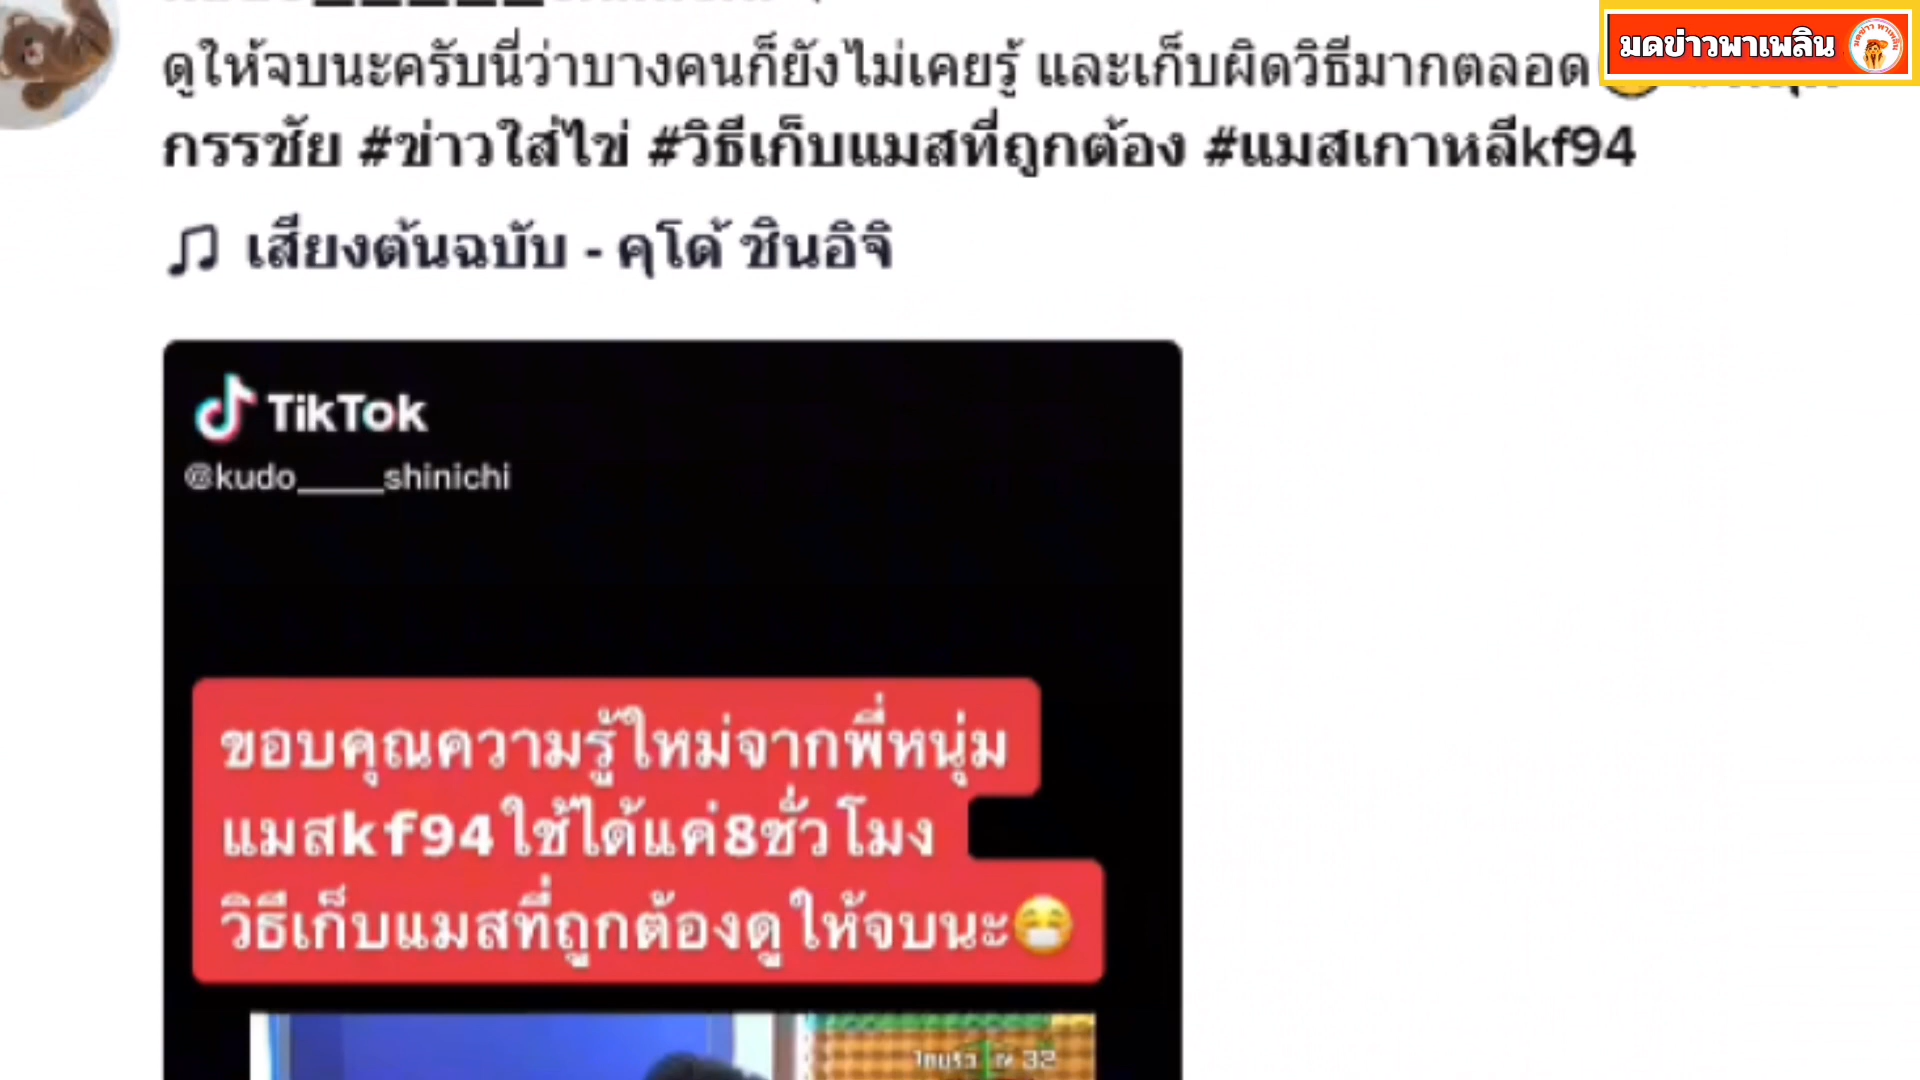 มดข่าวพาเพลิน
ดูให้จบนะครับนี่ว่าบางคนก็ยังไม่เคยรู้ และเก็บผิดวิธีมากตลอด
กรรชัย #ข่าวใส่ไข่ #วิธีเก็บแมสที่ถูกต้อง #แมสเกาหลีkf94
เสียงต้นฉบับ - คุโด้ ชินอิจิ
TikTok
@kudo_____shinichi
ขอบคุณความรู้ใหม่จากพี่หนุ่ม
แมสkf94ใช้ได้แค่8ชั่วโมง
วิธีเก็บแมสที่ถูกต้องดูให้จบนะ😷